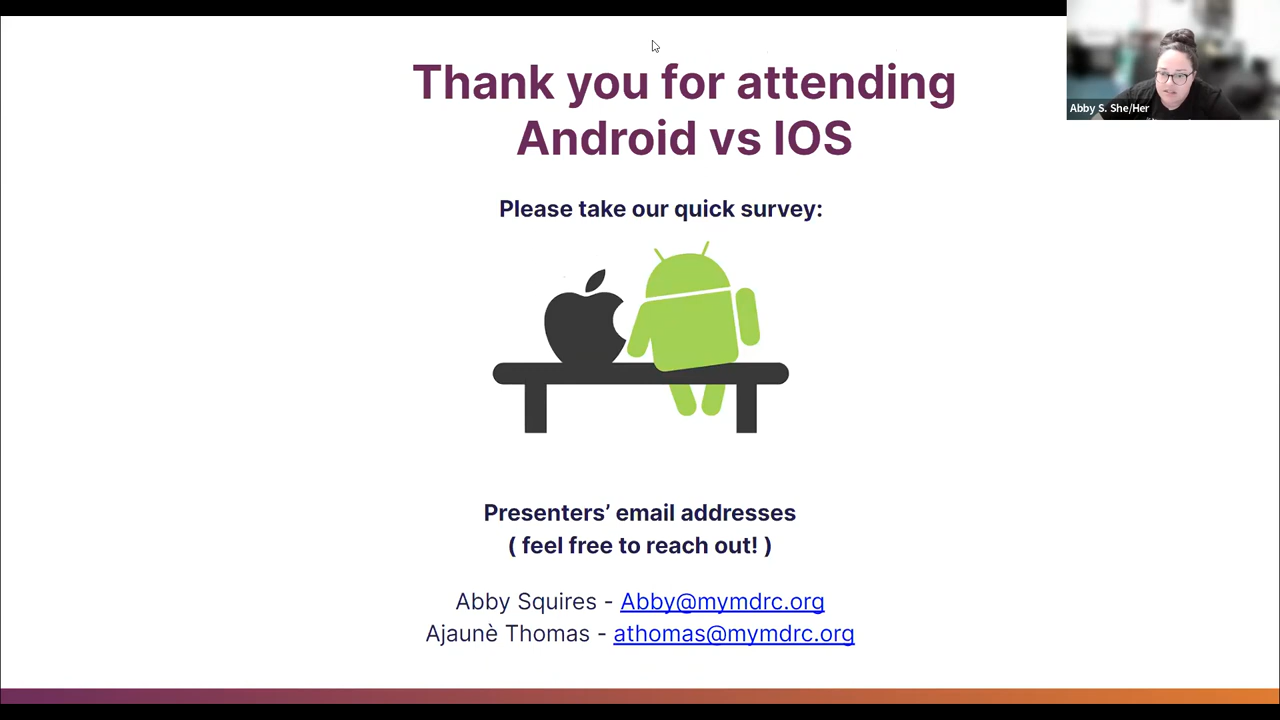 Thank you for attending
Android vs IOS
Abby S. She/Her
Please take our quick survey:
Presenters’ email addresses
( feel free to reach out! )
Abby Squires - Abby@mymdrc.org
Ajaunè Thomas - athomas@mymdrc.org